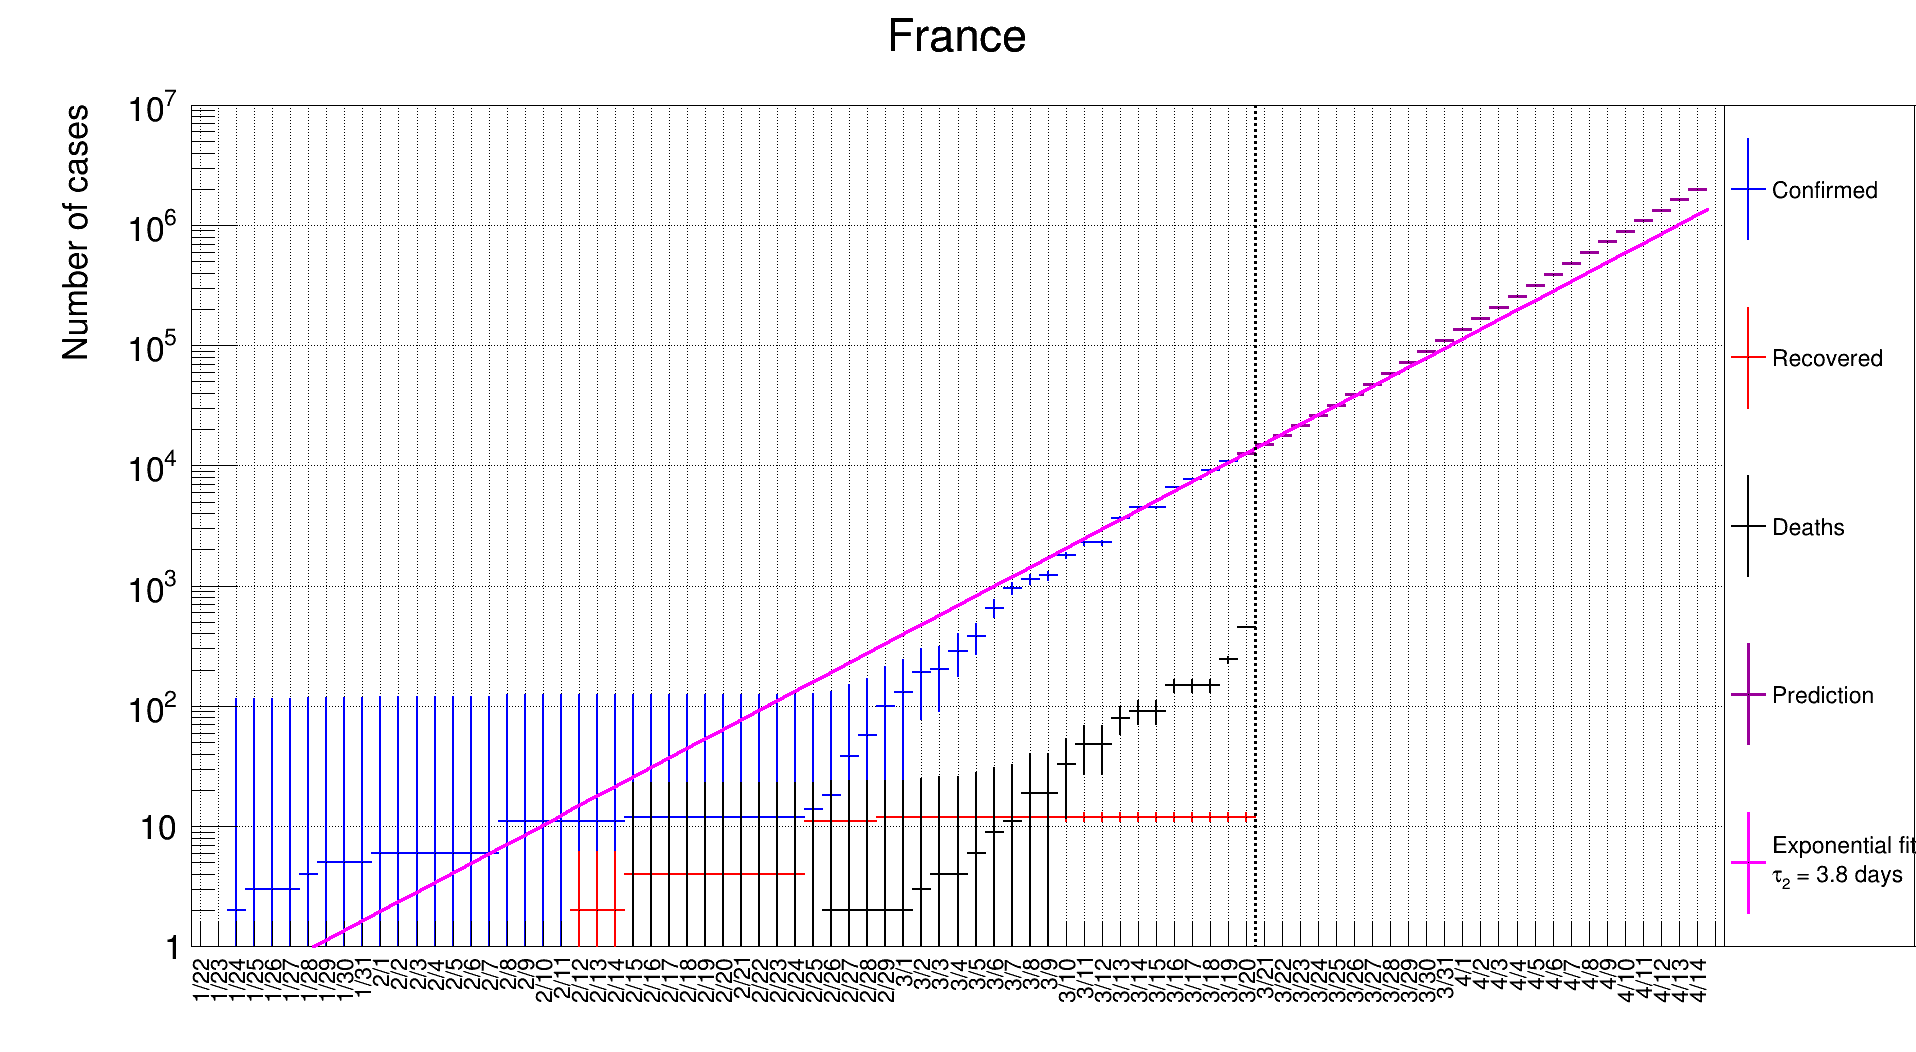 France
Number of cases
10^7
10^6
10^5
10^4
10^3
10^2
10
1
1/22 1/23 1/24 1/25 1/26 1/27 1/28 1/29 1/30 1/31 2/1 2/2 2/3 2/4 2/5 2/6 2/7 2/8 2/9 2/10 2/11 2/12 2/13 2/14 2/15 2/16 2/17 2/18 2/19 2/20 2/21 2/22 2/23 2/24 2/25 2/26 2/27 2/28 2/29 3/1 3/2 3/3 3/4 3/5 3/6 3/7 3/8 3/9 3/10 3/11 3/12 3/13 3/14 3/15 3/16 3/17 3/18 3/19 3/20 3/21 3/22 3/23 3/24 3/25 3/26 3/27 3/28 3/29 3/30 3/31 4/1 4/2 4/3 4/4 4/5 4/6 4/7 4/8 4/9 4/10 4/11 4/12 4/13 4/14
Confirmed
Recovered
Deaths
Prediction
Exponential fit
τ₂ = 3.8 days